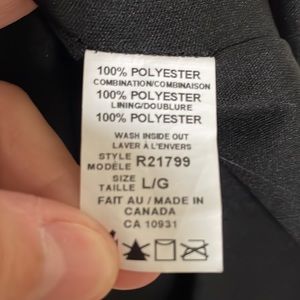 100% POLYESTER
COMBINATION/COMBINAISON
100% POLYESTER
LINING/DOUBLURE
100% POLYESTER
WASH INSIDE OUT
LAVER À L'ENVERS
STYLE
MODÈLE R21799
SIZE
TAILLE L/G
FAIT AU / MADE IN
CANADA
CA 10931